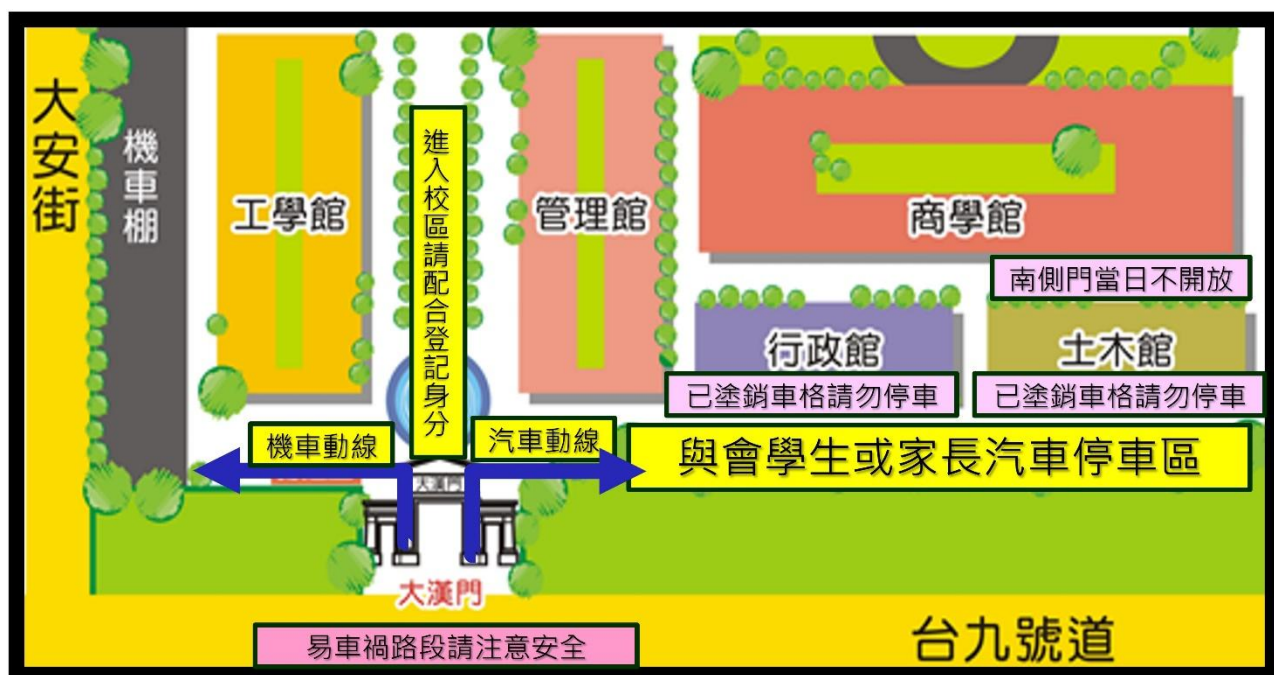 大安街
機車棚
工學館
進入校區請配合登記身分
管理館
商學館
南側門當日不開放
行政館
土木館
已塗銷車格請勿停車
已塗銷車格請勿停車
機車動線
汽車動線
與會學生或家長汽車停車區
大漢門
大漢門
易車禍路段請注意安全
台九號道